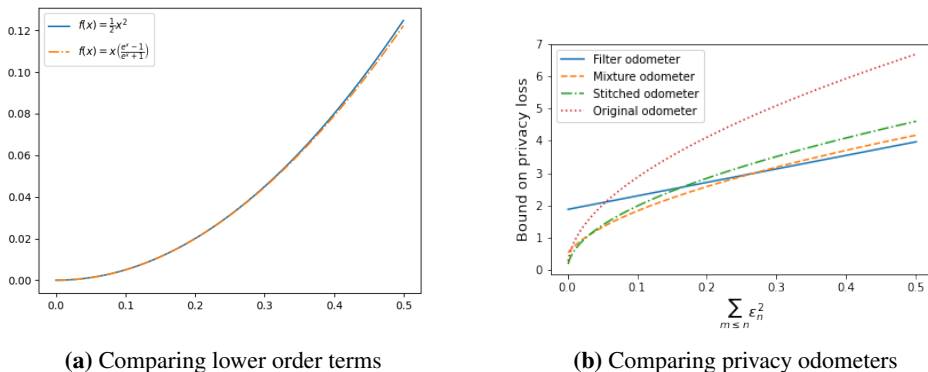 f(x) = ½x²
f(x) = x(eˣ−1/eˣ+1)
0.12
0.10
0.08
0.06
0.04
0.02
0.00
0.0 0.1 0.2 0.3 0.4 0.5
(a) Comparing lower order terms
Filter odometer
Mixture odometer
Stitched odometer
Original odometer
Bound on privacy loss
7
6
5
4
3
2
1
0
0.0 0.1 0.2 0.3 0.4 0.5
∑ εₙ²
m ≤ n
(b) Comparing privacy odometers